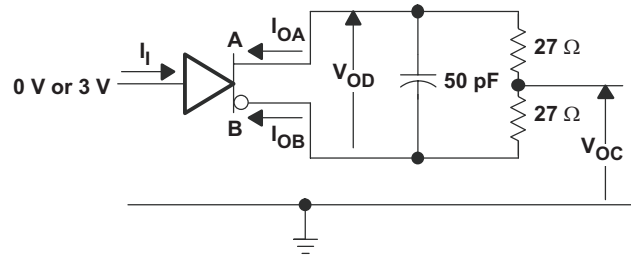 A
I_OA
I_I
0 V or 3 V
V_OD
50 pF
27 Ω
27 Ω
B
I_OB
V_OC